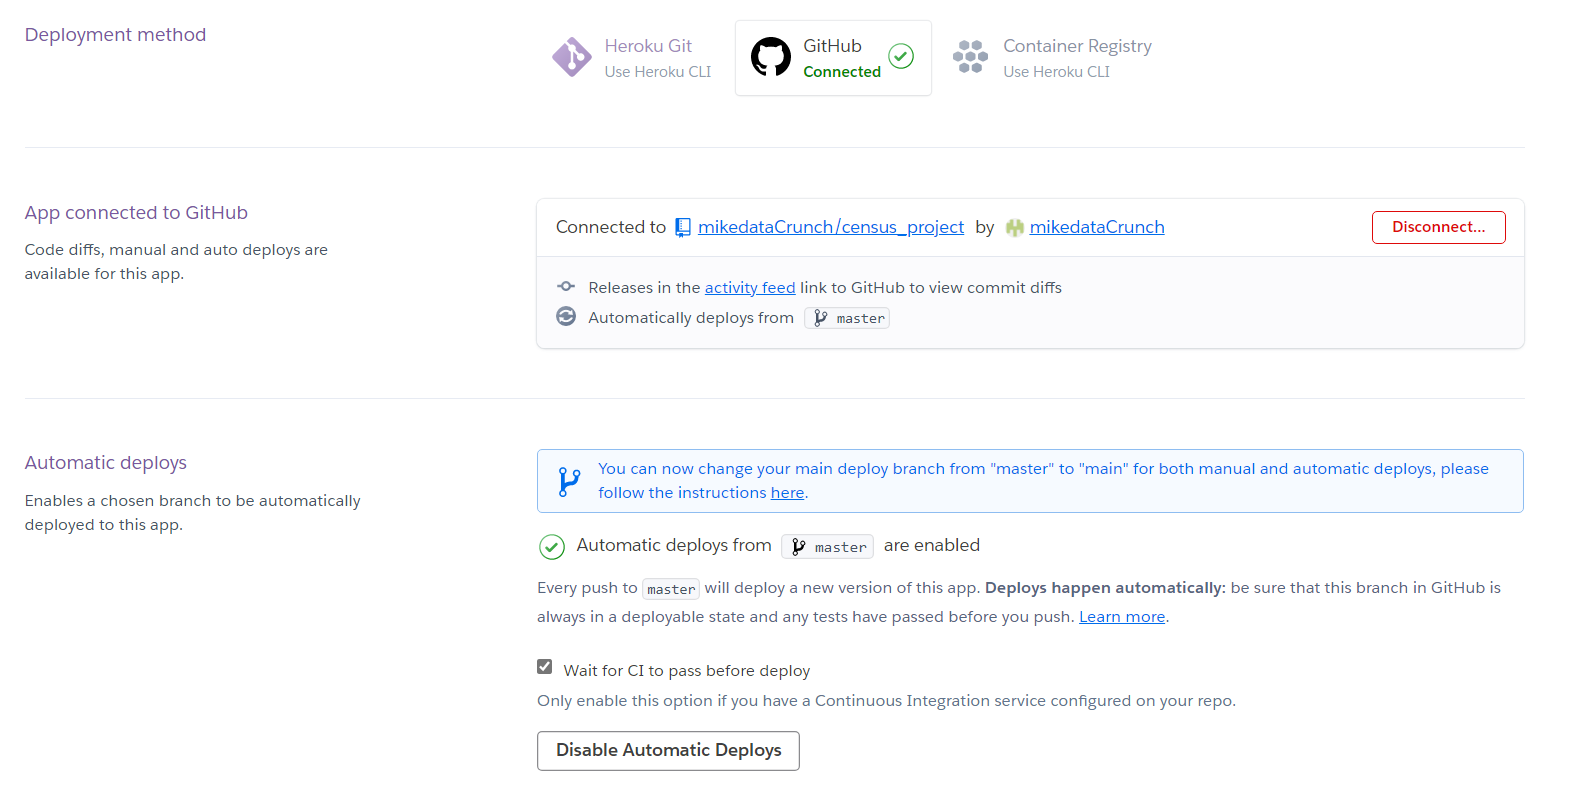 Deployment method
Heroku Git
Use Heroku CLI
GitHub
Connected
Container Registry
Use Heroku CLI
App connected to GitHub
Code diffs, manual and auto deploys are
available for this app.
Connected to mikedataCrunch/census_project by mikedataCrunch
Disconnect...
Releases in the activity feed link to GitHub to view commit diffs
Automatically deploys from master
Automatic deploys
Enables a chosen branch to be automatically
deployed to this app.
You can now change your main deploy branch from "master" to "main" for both manual and automatic deploys, please
follow the instructions here.
Automatic deploys from master are enabled
Every push to master will deploy a new version of this app. Deploys happen automatically: be sure that this branch in GitHub is
always in a deployable state and any tests have passed before you push. Learn more.
Wait for CI to pass before deploy
Only enable this option if you have a Continuous Integration service configured on your repo.
Disable Automatic Deploys